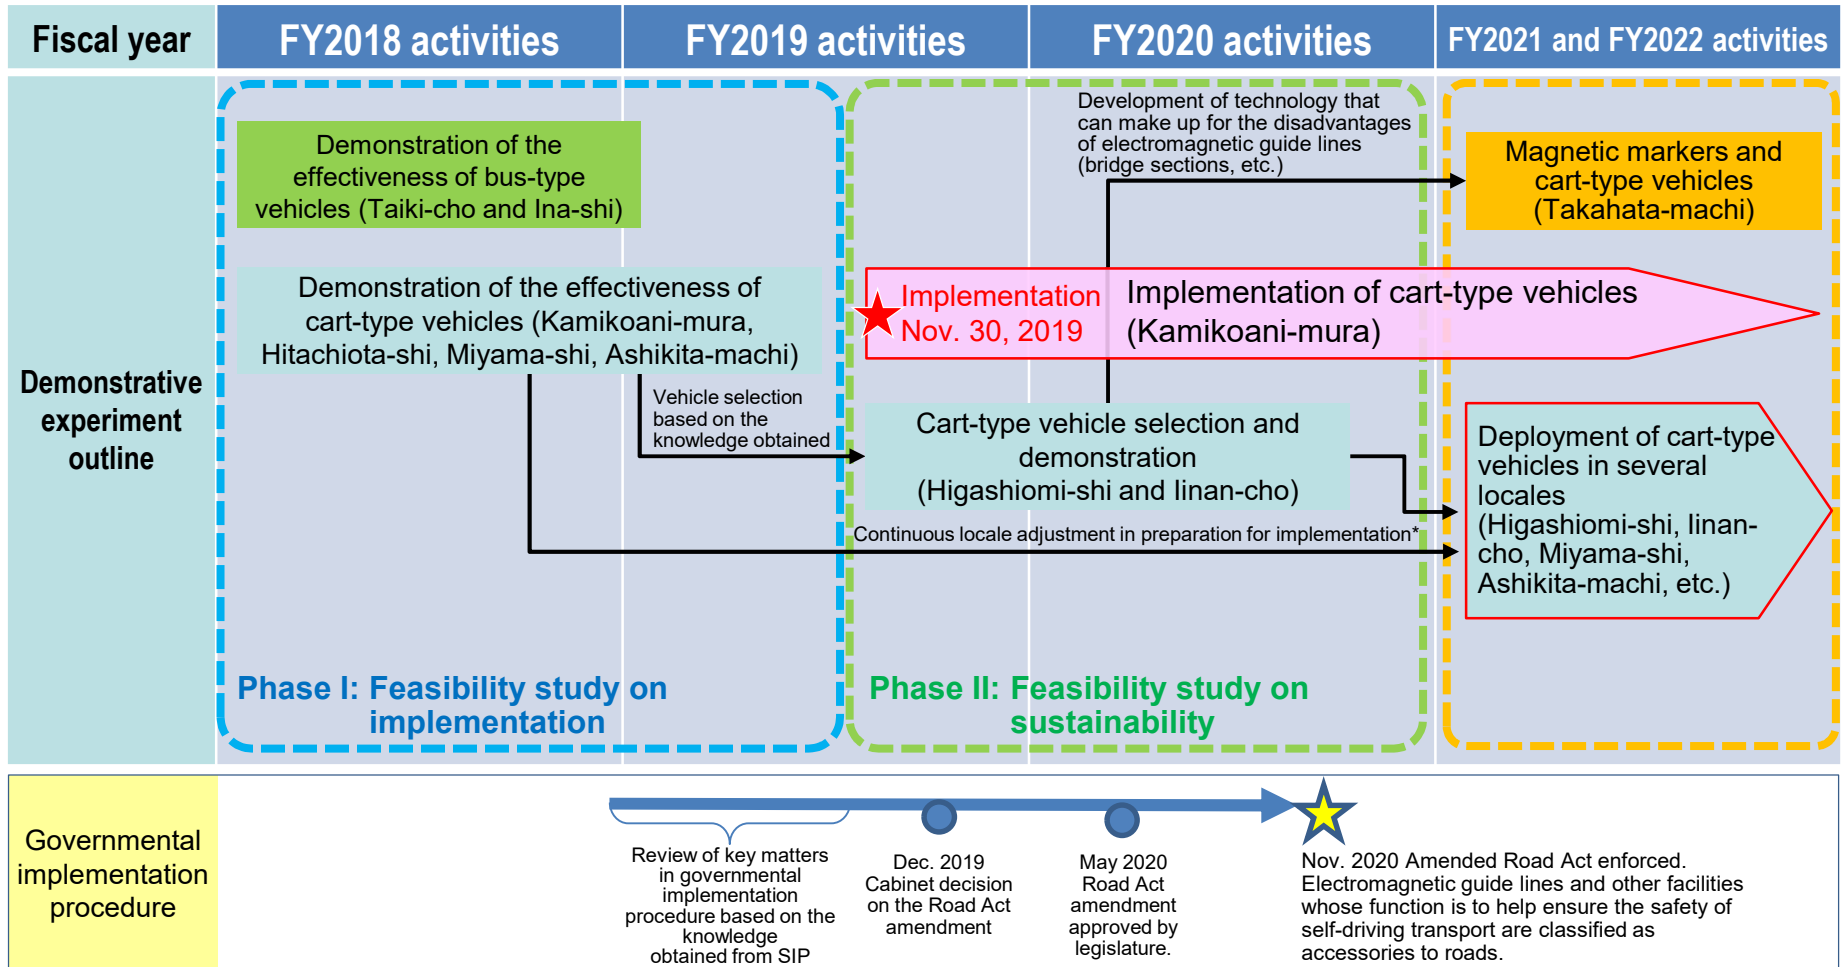 Fiscal year
FY2018 activities
FY2019 activities
FY2020 activities
FY2021 and FY2022 activities
Demonstrative
experiment
outline
Demonstration of the
effectiveness of bus-type
vehicles (Taiki-cho and Ina-shi)
Demonstration of the effectiveness of
cart-type vehicles (Kamikoani-mura,
Hitachiota-shi, Miyama-shi, Ashikita-machi)
Vehicle selection
based on the
knowledge obtained
Development of technology that
can make up for the disadvantages
of electromagnetic guide lines
(bridge sections, etc.)
Magnetic markers and
cart-type vehicles
(Takahata-machi)
Implementation
Nov. 30, 2019
Implementation of cart-type vehicles
(Kamikoani-mura)
Cart-type vehicle selection and
demonstration
(Higashiomi-shi and Iinan-cho)
Continuous locale adjustment in preparation for implementation*
Deployment of cart-type
vehicles in several
locales
(Higashiomi-shi, Iinan-
cho, Miyama-shi,
Ashikita-machi, etc.)
Phase I: Feasibility study on
implementation
Phase II: Feasibility study on
sustainability
Governmental
implementation
procedure
Review of key matters
in governmental
implementation
procedure based on the
knowledge
obtained from SIP
Dec. 2019
Cabinet decision
on the Road Act
amendment
May 2020
Road Act
amendment
approved by
legislature.
Nov. 2020 Amended Road Act enforced.
Electromagnetic guide lines and other facilities
whose function is to help ensure the safety of
self-driving transport are classified as
accessories to roads.